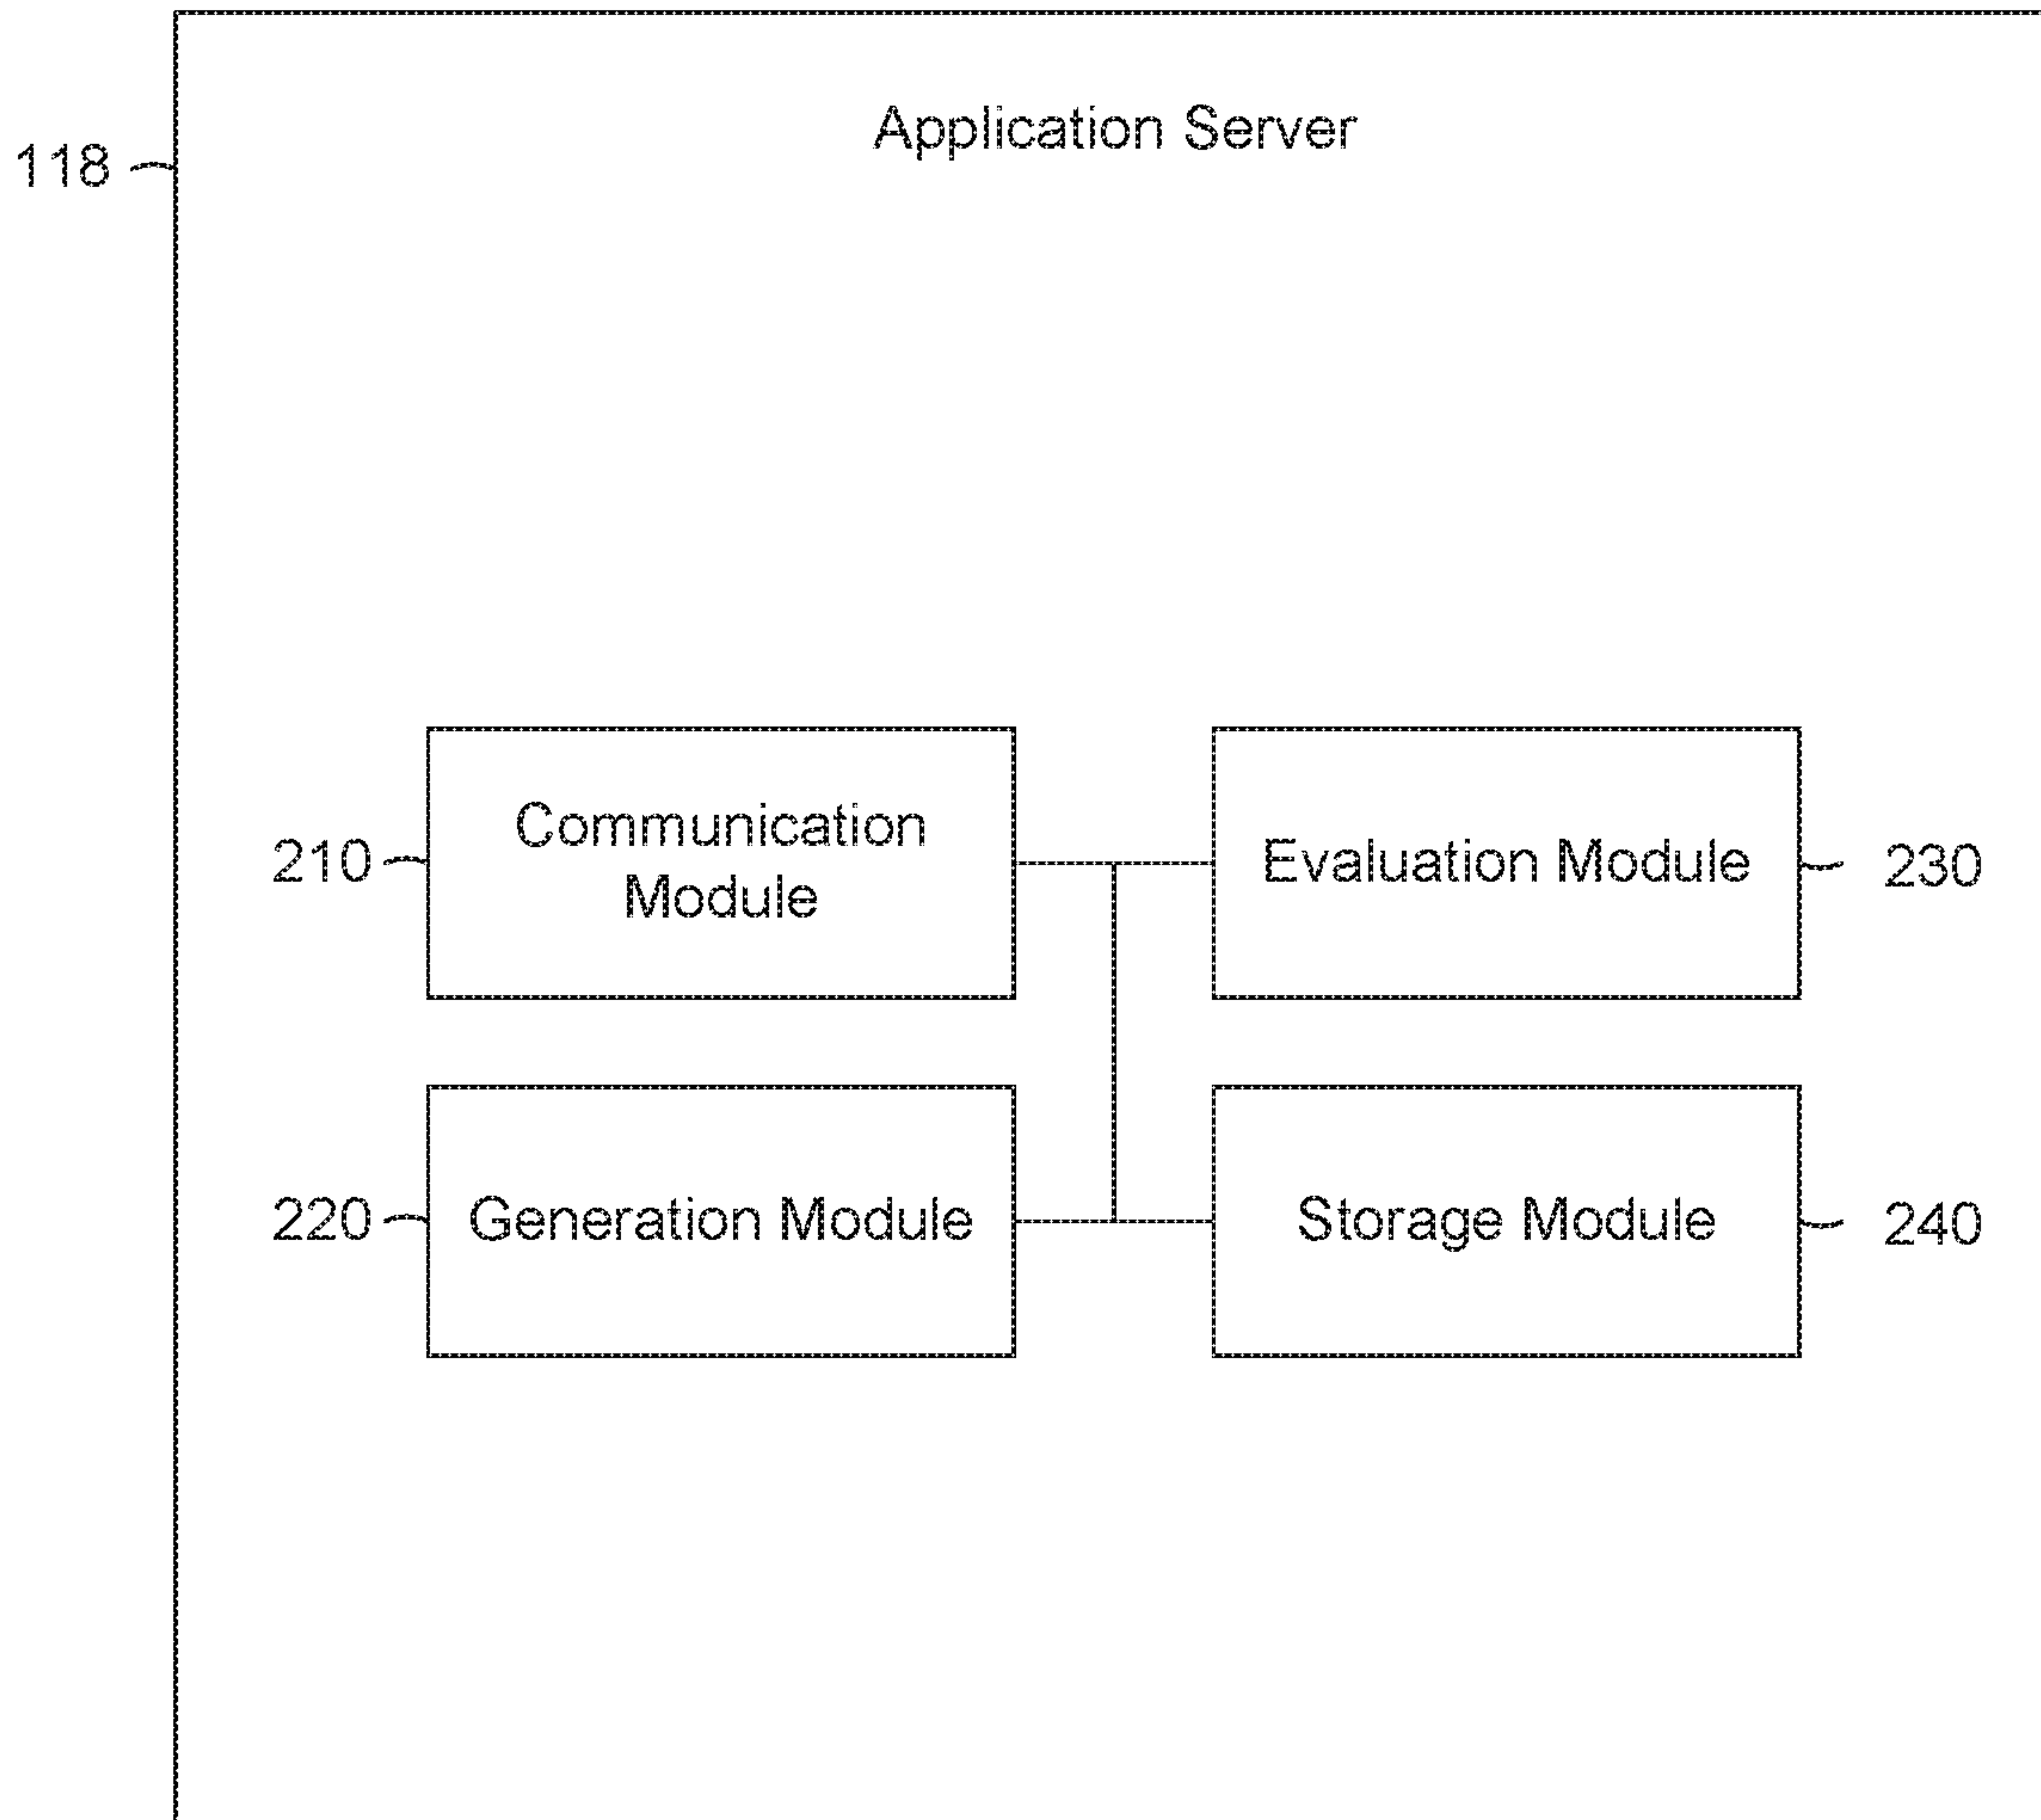 Application Server
118
Communication
Module
210
Evaluation Module
230
Generation Module
220
Storage Module
240